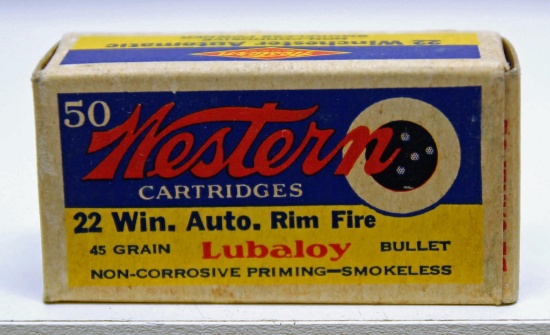 22 Winchester Automatic
Western
50 Western
CARTRIDGES
22 Win. Auto. Rim Fire
45 GRAIN Lubaloy BULLET
NON-CORROSIVE PRIMING—SMOKELESS